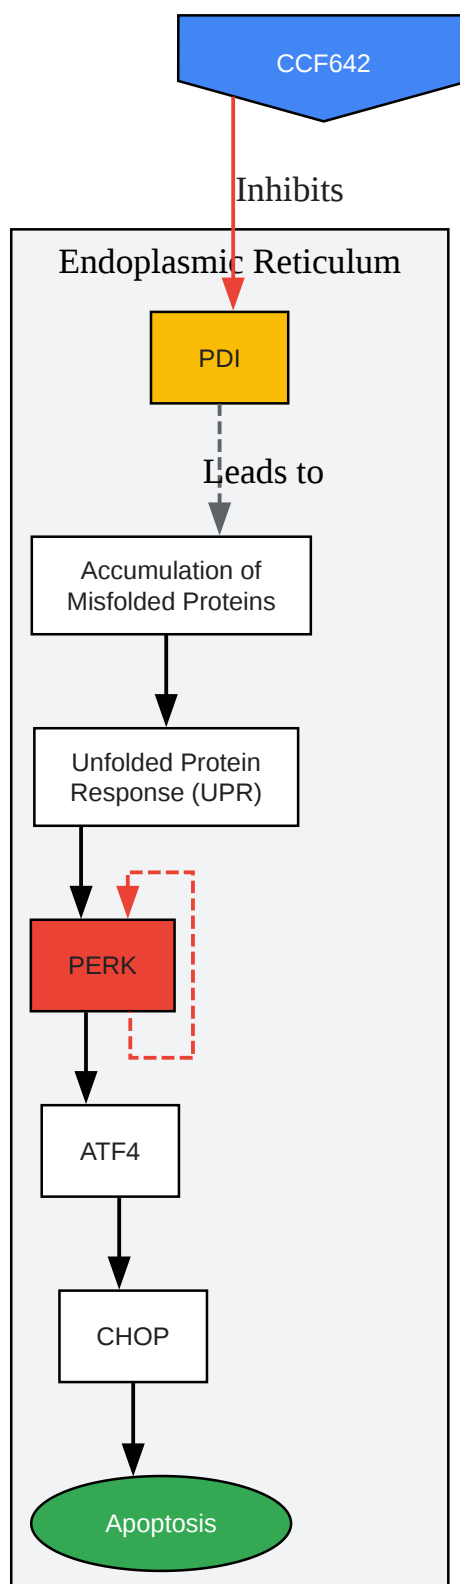 CCF642
Inhibits
Endoplasmic Reticulum
PDI
Leads to
Accumulation of
Misfolded Proteins
Unfolded Protein
Response (UPR)
PERK
ATF4
CHOP
Apoptosis